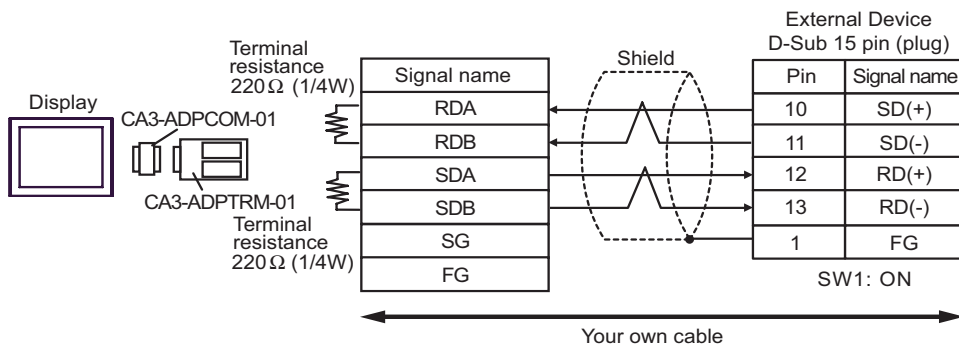 External Device
D-Sub 15 pin (plug)
Terminal
resistance
220Ω (1/4W)
Shield
Display
CA3-ADPCOM-01
CA3-ADPTRM-01
Terminal
resistance
220Ω (1/4W)
Signal name
RDA
RDB
SDA
SDB
SG
FG
Pin Signal name
10 SD(+)
11 SD(-)
12 RD(+)
13 RD(-)
1 FG
SW1: ON
Your own cable